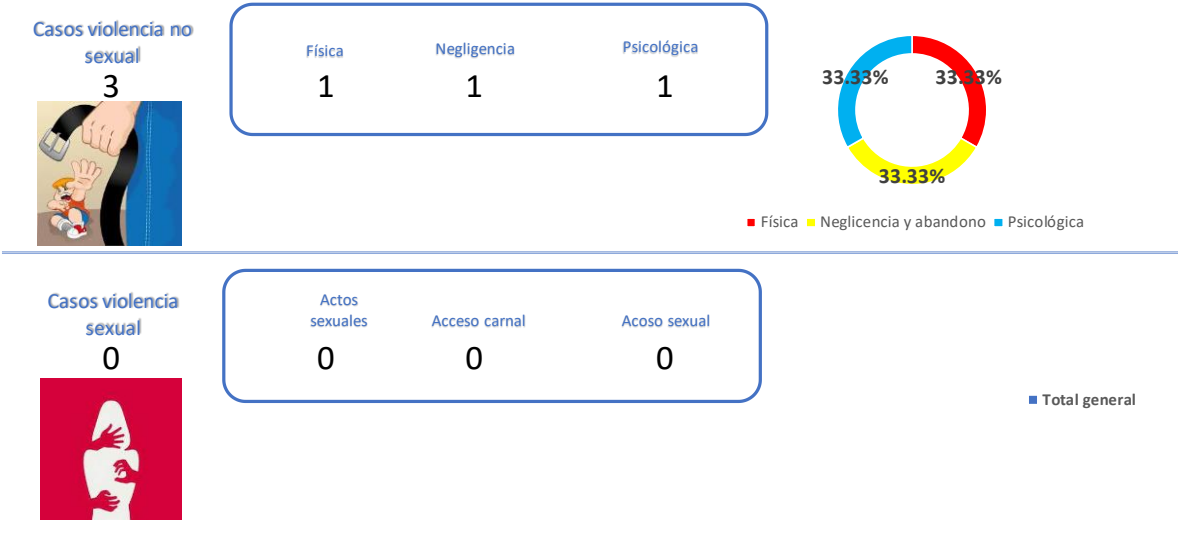 Casos violencia no
sexual
3
Física
Negligencia
Psicológica
1
1
1
33.33%
33.33%
33.33%
Física
Neglicencia y abandono
Psicológica
Casos violencia
sexual
0
Actos
sexuales
Acceso carnal
Acoso sexual
0
0
0
Total general